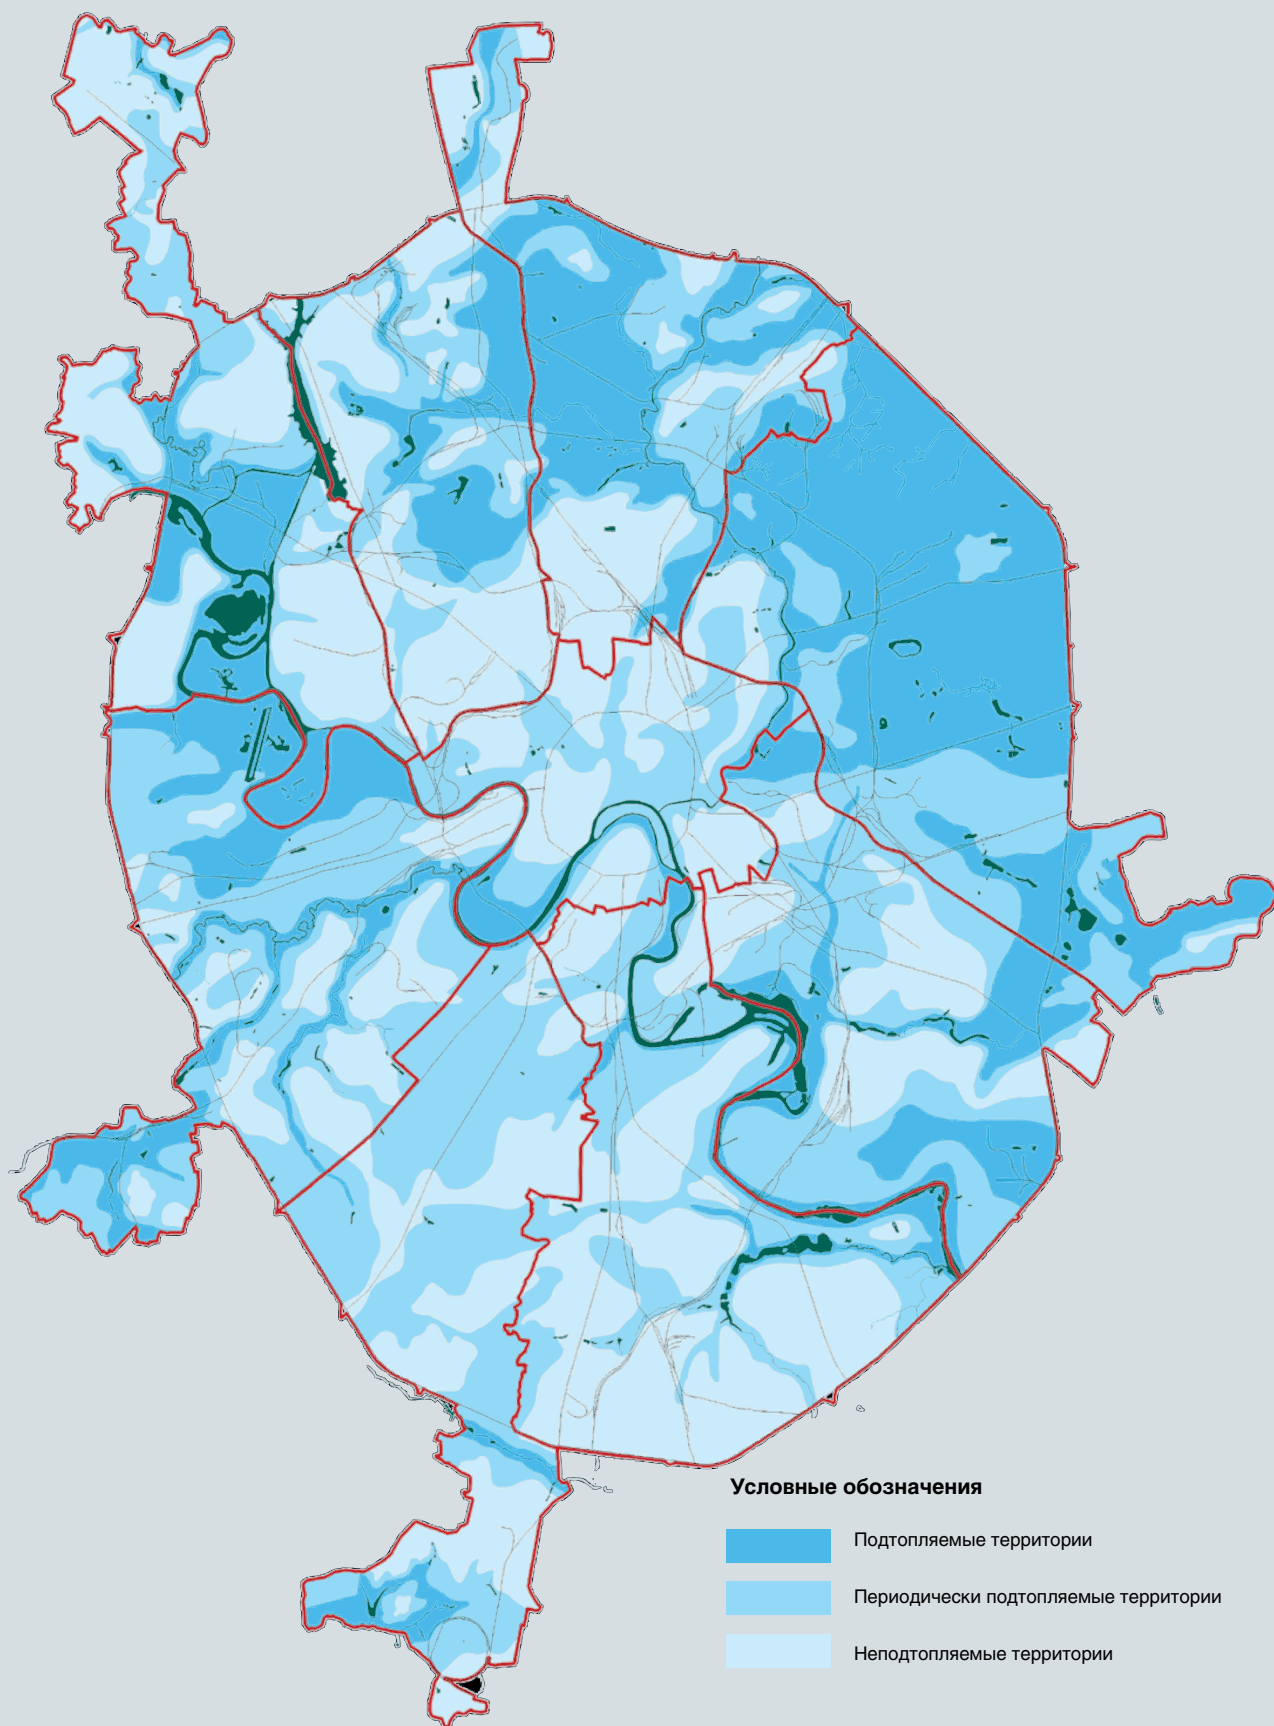 Условные обозначения
Подтопляемые территории
Периодически подтопляемые территории
Неподтопляемые территории